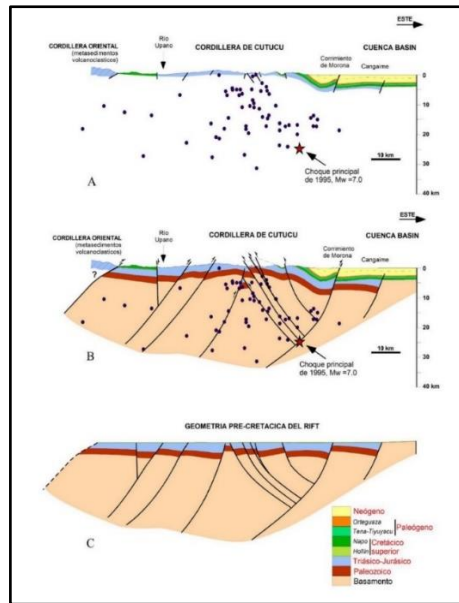 ESTE
CORDILLERA ORIENTAL
(metasedimentos
volcanoclasticos)
Río
Upano
CORDILLERA DE CUTUCU
Corrimiento
de Morona
CUENCA BASIN
Cangaime
0
10
20
30
40 km
10 km
Choque principal
de 1995, Mw =7.0
A
ESTE
CORDILLERA ORIENTAL
(metasedimentos
volcanoclasticos)
?
Río
Upano
CORDILLERA DE CUTUCU
Corrimiento
de Morona
CUENCA BASIN
Cangaime
0
10
20
30
40 km
10 km
Choque principal
de 1995, Mw =7.0
B
GEOMETRIA PRE-CRETACICA DEL RIFT
C
Neógeno
Orteguaza
Tena-Tiyuyacu
Paleógeno
Napo
Hollín
Cretácico
superior
Triásico-Jurásico
Paleozoico
Basamento